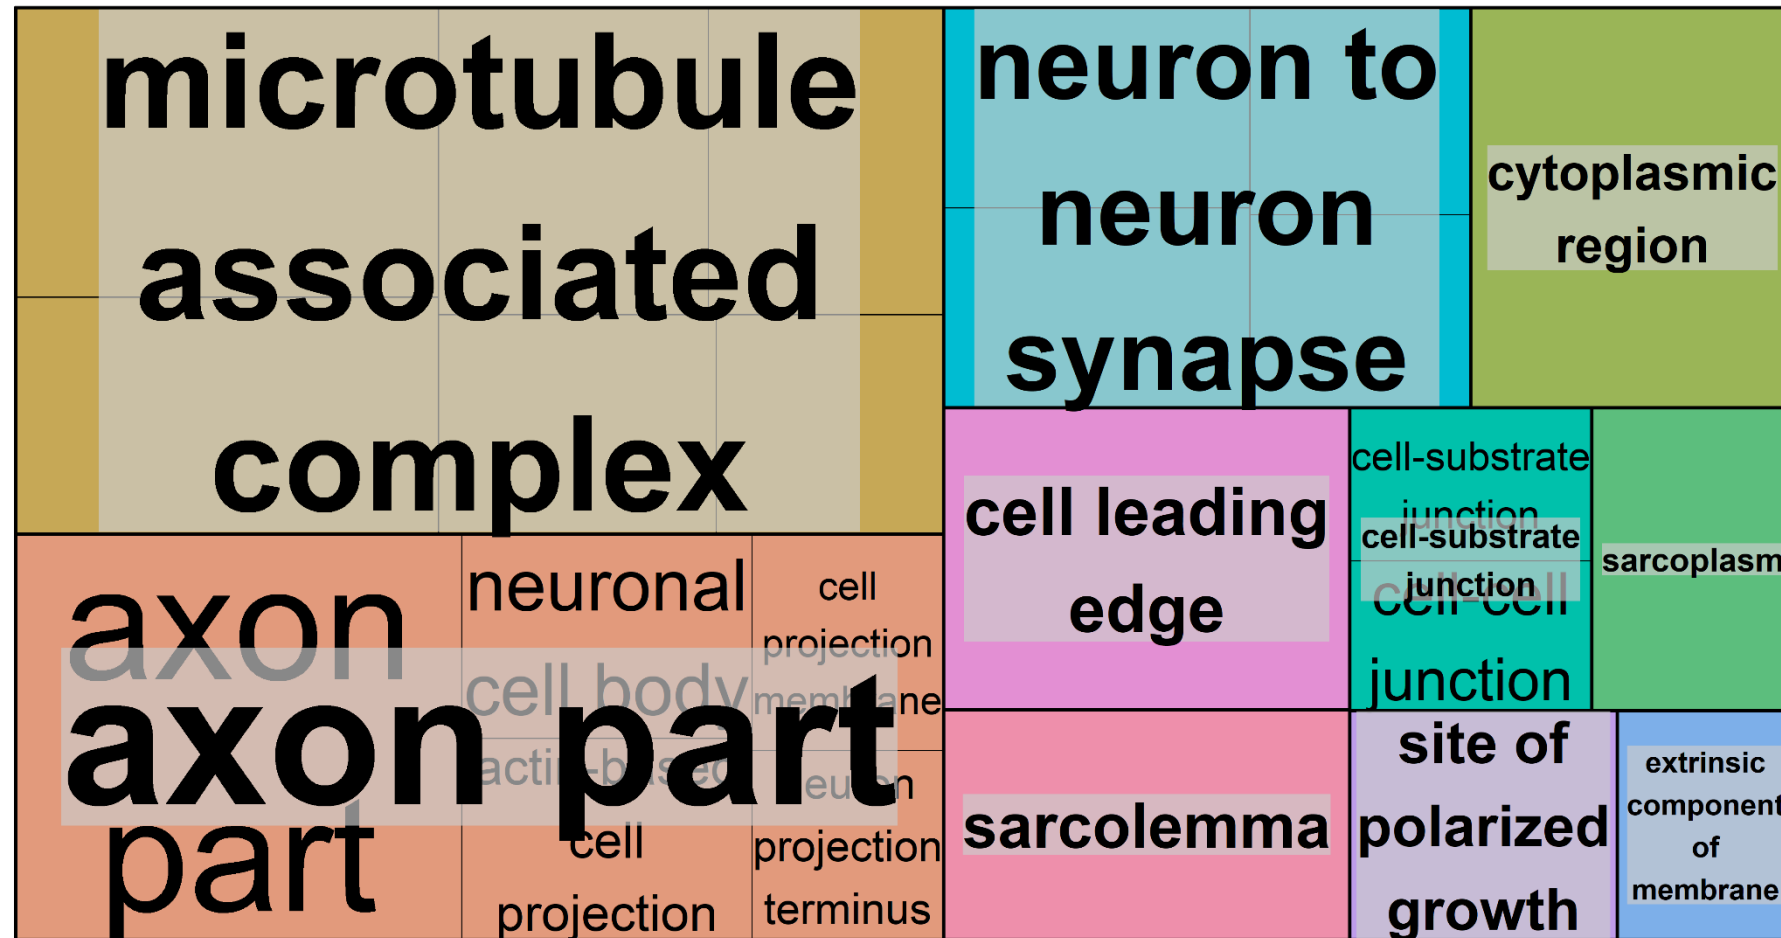 microtubule
associated
complex
neuron to
neuron
synapse
cytoplasmic
region
axon
part
axon part
neuronal
cell body
actin-based
cell
projection
cell
projection
membrane
neuron
projection
terminus
cell leading
edge
cell-substrate
junction
cell-substrate
junction
cell-cell
junction
sarcoplasm
sarcolemma
site of
polarized
growth
extrinsic
component
of
membrane